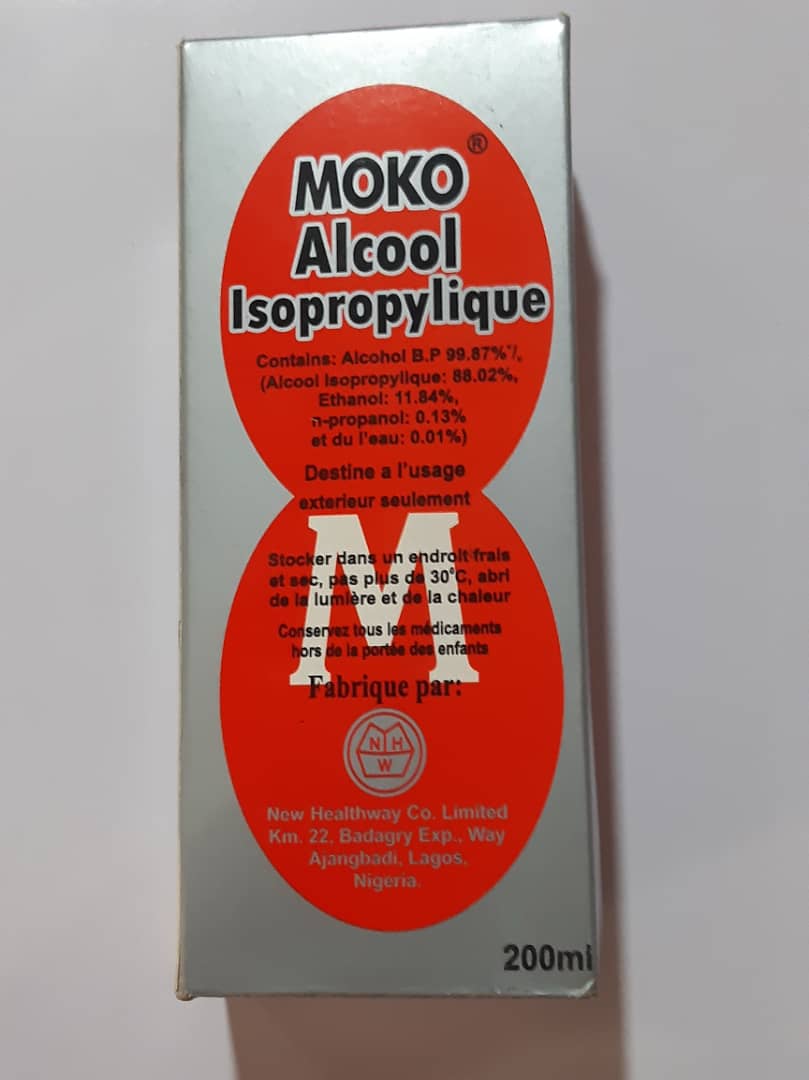 MOKO®
Alcool
Isopropylique
Contains: Alcohol B.P 99.87%ᵛ/ᵥ
(Alcool Isopropylique: 88.02%,
Ethanol: 11.84%,
n-propanol: 0.13%
et du l'eau: 0.01%)
Destine a l'usage
exterieur seulement
M
Stocker dans un endroit frais
et sec, pas plus de 30°C, abri
de la lumière et de la chaleur
Conservez tous les médicaments
hors de la portée des enfants
Fabrique par:
N H
W
New Healthway Co. Limited
Km. 22, Badagry Exp., Way
Ajangbadi, Lagos,
Nigeria.
200ml